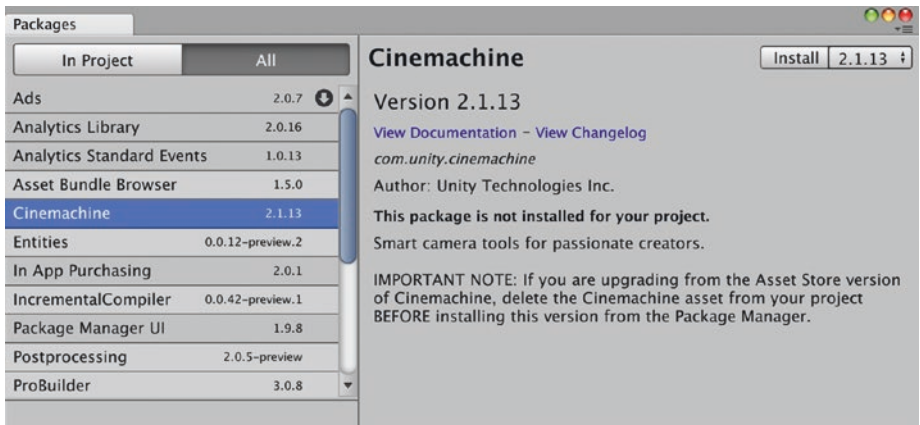 Packages
In Project All
Ads 2.0.7
Analytics Library 2.0.16
Analytics Standard Events 1.0.13
Asset Bundle Browser 1.5.0
Cinemachine 2.1.13
Entities 0.0.12-preview.2
In App Purchasing 2.0.1
IncrementalCompiler 0.0.42-preview.1
Package Manager UI 1.9.8
Postprocessing 2.0.5-preview
ProBuilder 3.0.8
Cinemachine
Install 2.1.13
Version 2.1.13
View Documentation - View Changelog
com.unity.cinemachine
Author: Unity Technologies Inc.
This package is not installed for your project.
Smart camera tools for passionate creators.
IMPORTANT NOTE: If you are upgrading from the Asset Store version
of Cinemachine, delete the Cinemachine asset from your project
BEFORE installing this version from the Package Manager.